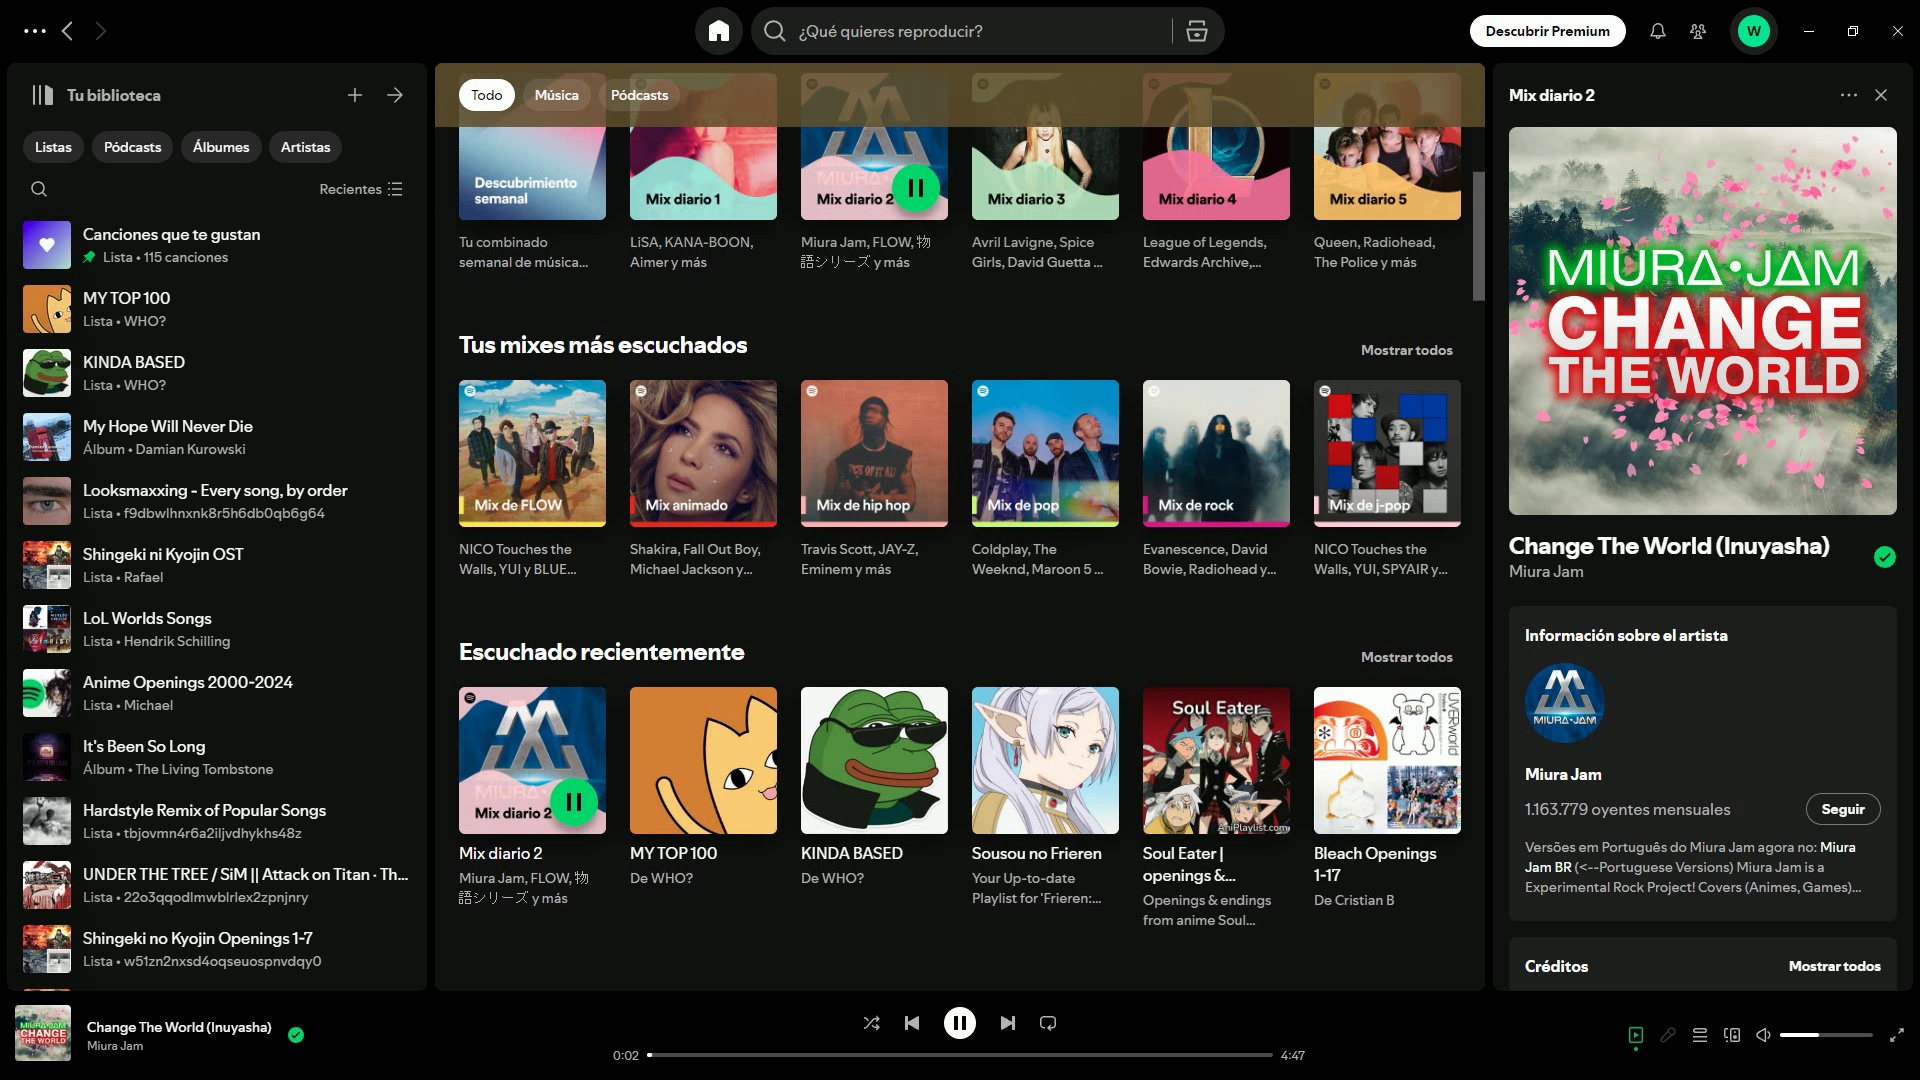 ¿Qué quieres reproducir?
Descubrir Premium
W
Tu biblioteca
Listas
Pódcasts
Álbumes
Artistas
Recientes
Canciones que te gustan
Lista • 115 canciones
MY TOP 100
Lista • WHO?
KINDA BASED
Lista • WHO?
My Hope Will Never Die
Álbum • Damian Kurowski
Looksmaxxing - Every song, by order
Lista • f9dbwlhnxnk8r5h6db0qb6g64
Shingeki ni Kyojin OST
Lista • Rafael
LoL Worlds Songs
Lista • Hendrik Schilling
Anime Openings 2000-2024
Lista • Michael
It's Been So Long
Álbum • The Living Tombstone
Hardstyle Remix of Popular Songs
Lista • tbjovmn4r6a2iljvdhykhs48z
UNDER THE TREE / SiM || Attack on Titan · Th...
Lista • 22o3qqodlmwblrlex2zpnjnry
Shingeki no Kyojin Openings 1-7
Lista • w51zn2nxsd4oqseuospnvdqy0
Todo
Música
Pódcasts
Descubrimiento
semanal
Tu combinado
semanal de música...
Mix diario 1
LiSA, KANA-BOON,
Aimer y más
Mix diario 2
Miura Jam, FLOW, 物
語シリーズ y más
Mix diario 3
Avril Lavigne, Spice
Girls, David Guetta ...
Mix diario 4
League of Legends,
Edwards Archive,...
Mix diario 5
Queen, Radiohead,
The Police y más
Tus mixes más escuchados
Mostrar todos
Mix de FLOW
NICO Touches the
Walls, YUI y BLUE...
Mix animado
Shakira, Fall Out Boy,
Michael Jackson y...
Mix de hip hop
Travis Scott, JAY-Z,
Eminem y más
Mix de pop
Coldplay, The
Weeknd, Maroon 5 ...
Mix de rock
Evanescence, David
Bowie, Radiohead y...
Mix de j-pop
NICO Touches the
Walls, YUI, SPYAIR y...
Escuchado recientemente
Mostrar todos
MIURA
Mix diario 2
Mix diario 2
Miura Jam, FLOW, 物
語シリーズ y más
MY TOP 100
De WHO?
KINDA BASED
De WHO?
Sousou no Frieren
Your Up-to-date
Playlist for 'Frieren:...
Soul Eater
AniPlaylist.com
Soul Eater |
openings &...
Openings & endings
from anime Soul...
UVERworld
Bleach Openings
1-17
De Cristian B
Mix diario 2
MIURA•JAM
CHANGE
THE WORLD
Change The World (Inuyasha)
Miura Jam
Información sobre el artista
MIURA•JAM
Miura Jam
1.163.779 oyentes mensuales
Seguir
Versões em Português do Miura Jam agora no: Miura
Jam BR (<--Portuguese Versions) Miura Jam is a
Experimental Rock Project! Covers (Animes, Games)...
Créditos
Mostrar todos
MIURA•JAM
CHANGE
THE WORLD
Change The World (Inuyasha)
Miura Jam
0:02
4:47